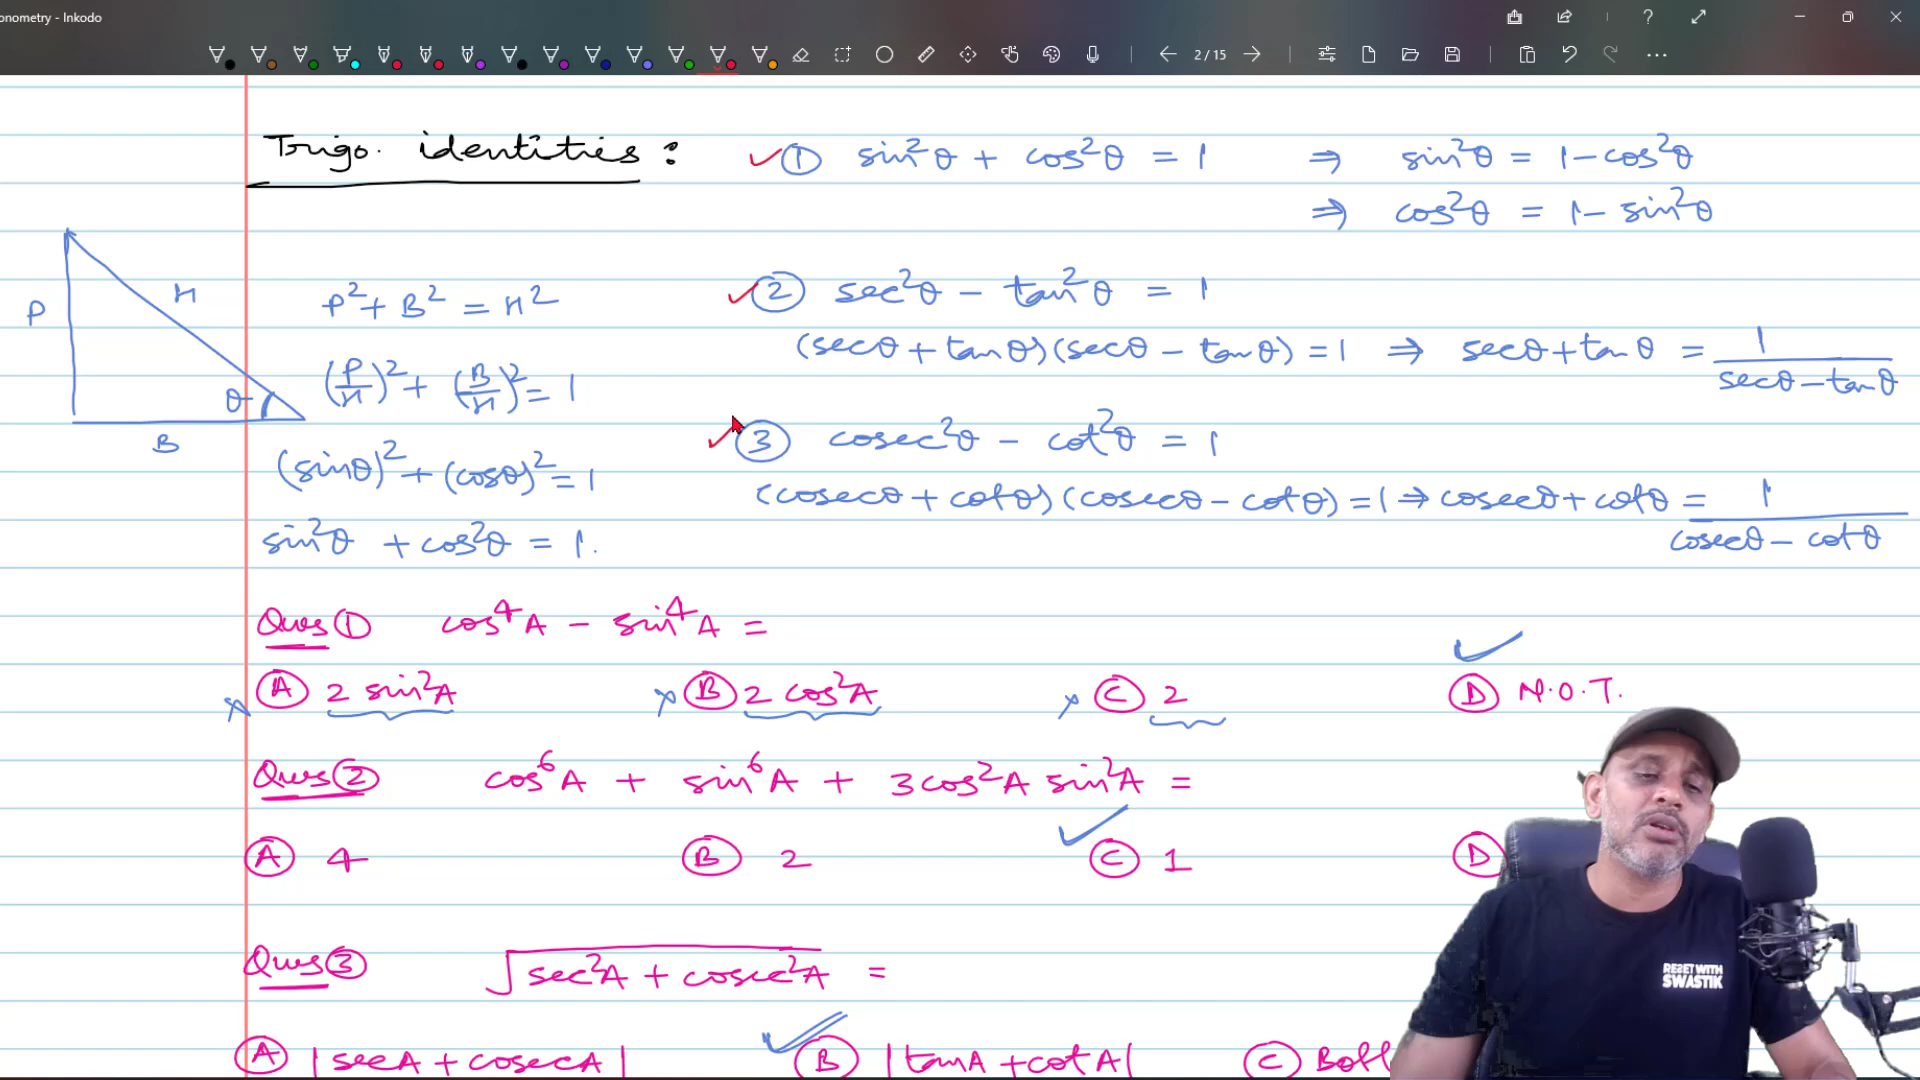 onometry - Inkodo
2 / 15
Trigo. identities :
① sin²θ + cos²θ = 1 ⇒ sin²θ = 1 - cos²θ
⇒ cos²θ = 1 - sin²θ
② sec²θ - tan²θ = 1
(secθ + tanθ)(secθ - tanθ) = 1 ⇒ secθ + tanθ = 1/(secθ - tanθ)
③ cosec²θ - cot²θ = 1
(cosecθ + cotθ)(cosecθ - cotθ) = 1 ⇒ cosecθ + cotθ = 1/(cosecθ - cotθ)
P
H
θ
B
P² + B² = H²
(P/H)² + (B/H)² = 1
(sinθ)² + (cosθ)² = 1
sin²θ + cos²θ = 1.
Ques ① cos⁴A - sin⁴A =
Ⓐ 2 sin²A Ⓑ 2 cos²A Ⓒ 2 Ⓓ N.O.T.
Ques ② cos⁶A + sin⁶A + 3cos²A sin²A =
Ⓐ 4 Ⓑ 2 Ⓒ 1 Ⓓ
Ques ③ √(sec²A + cosec²A) =
Ⓐ |secA + cosecA| Ⓑ |tanA + cotA| Ⓒ Both
RESET WITH
SWASTIK